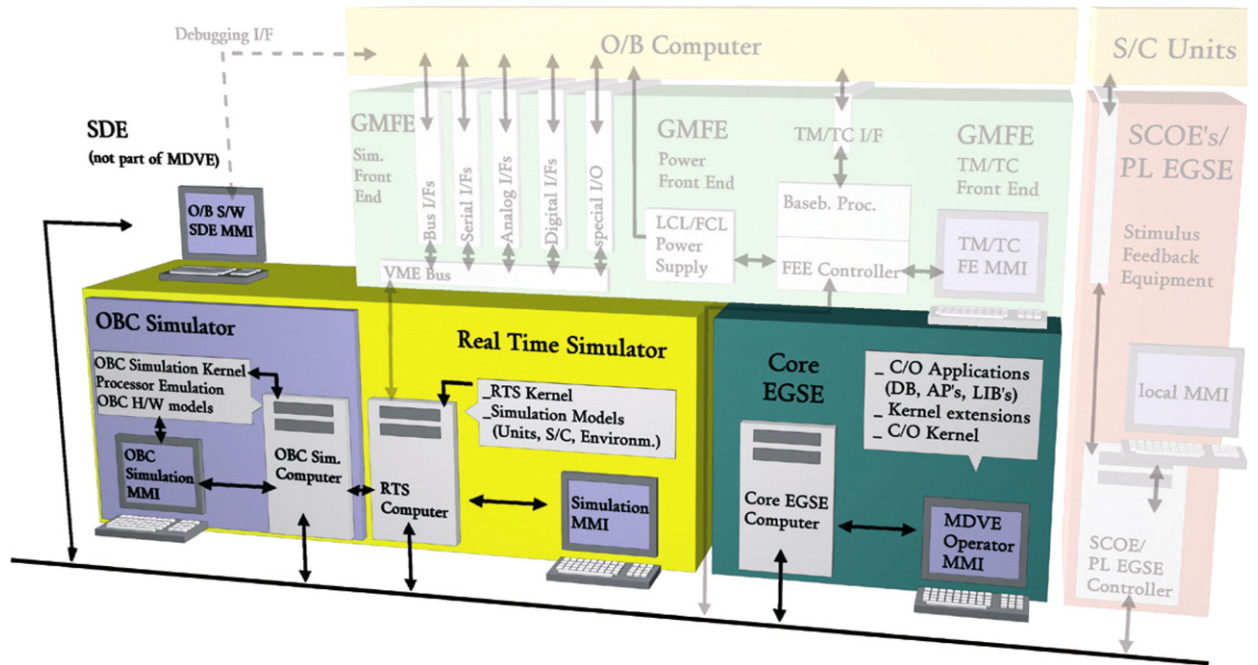 Debugging I/F
O/B Computer
S/C Units
SDE
(not part of MDVE)
O/B S/W
SDE MMI
GMFE
Sim.
Front
End
Bus I/Fs
Serial I/Fs
Analog I/Fs
Digital I/Fs
special I/O
VME Bus
GMFE
Power
Front End
LCL/FCL
Power
Supply
TM/TC I/F
Baseb. Proc.
FEE Controller
GMFE
TM/TC
Front End
TM/TC
FE MMI
SCOE's/
PL EGSE
Stimulus
Feedback
Equipment
local MMI
SCOE/
PL EGSE
Controller
OBC Simulator
OBC Simulation Kernel
Processor Emulation
OBC H/W models
OBC
Simulation
MMI
OBC Sim.
Computer
Real Time Simulator
_RTS Kernel
_Simulation Models
(Units, S/C, Environm.)
RTS
Computer
Simulation
MMI
Core
EGSE
_ C/O Applications
(DB, AP's, LIB's)
_ Kernel extensions
_ C/O Kernel
Core EGSE
Computer
MDVE
Operator
MMI